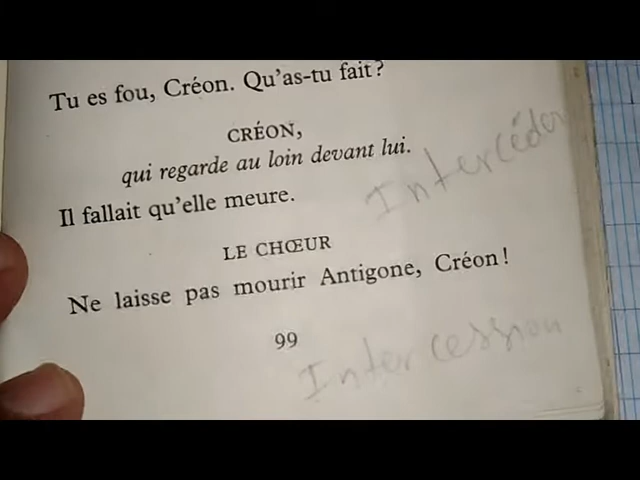 Tu es fou, Créon. Qu'as-tu fait?
CRÉON,
qui regarde au loin devant lui.
Intercéder
Il fallait qu'elle meure.
LE CHŒUR
Ne laisse pas mourir Antigone, Créon!
99
Intercession